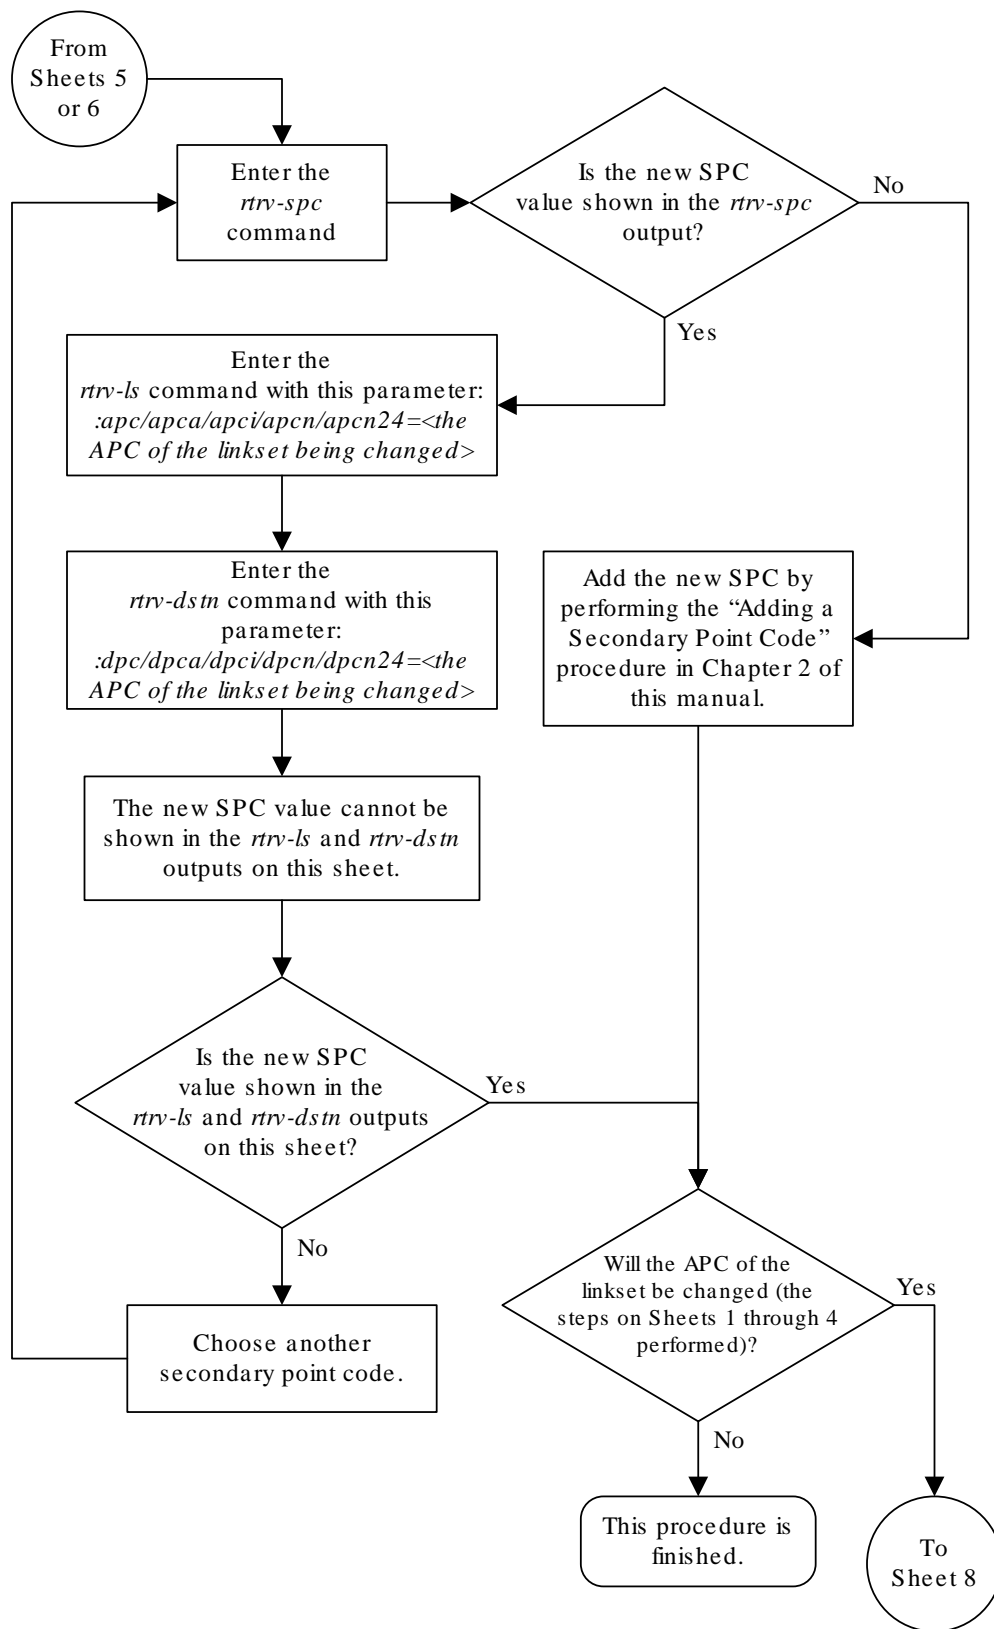 From
Sheets 5
or 6
Enter the
rtrv-spc
command
Is the new SPC
value shown in the rtrv-spc
output?
No
Yes
Enter the
rtrv-ls command with this parameter:
:apc/apca/apci/apcn/apcn24=<the
APC of the linkset being changed>
Enter the
rtrv-dstn command with this
parameter:
:dpc/dpca/dpci/dpcn/dpcn24=<the
APC of the linkset being changed>
Add the new SPC by
performing the “Adding a
Secondary Point Code”
procedure in Chapter 2 of
this manual.
The new SPC value cannot be
shown in the rtrv-ls and rtrv-dstn
outputs on this sheet.
Is the new SPC
value shown in the
rtrv-ls and rtrv-dstn outputs
on this sheet?
Yes
No
Choose another
secondary point code.
Will the APC of the
linkset be changed (the
steps on Sheets 1 through 4
performed)?
Yes
No
This procedure is
finished.
To
Sheet 8